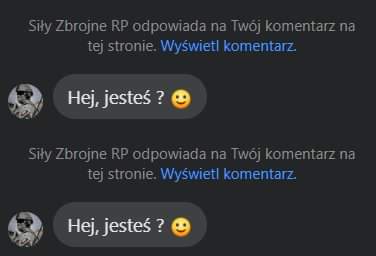 Siły Zbrojne RP odpowiada na Twój komentarz na
tej stronie. Wyświetl komentarz.
Hej, jesteś ? 🙂
Siły Zbrojne RP odpowiada na Twój komentarz na
tej stronie. Wyświetl komentarz.
Hej, jesteś ? 🙂